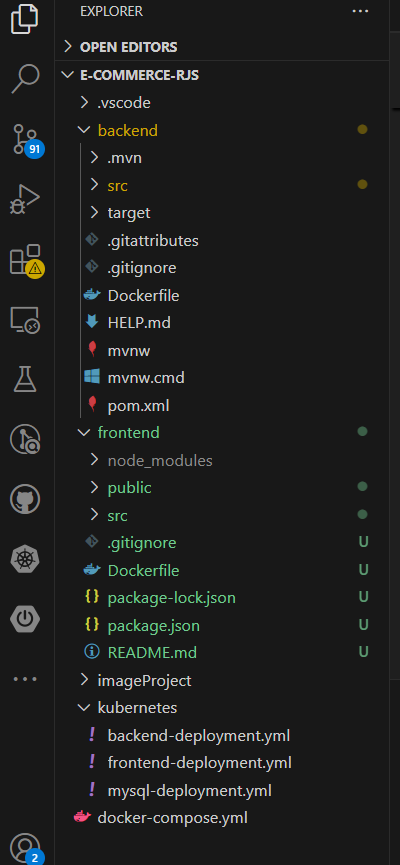 EXPLORER
OPEN EDITORS
E-COMMERCE-RJS
.vscode
backend
91
.mvn
src
target
.gitattributes
.gitignore
Dockerfile
HELP.md
mvnw
mvnw.cmd
pom.xml
frontend
node_modules
public
src
.gitignore U
Dockerfile U
package-lock.json U
package.json U
README.md U
imageProject
kubernetes
backend-deployment.yml
frontend-deployment.yml
mysql-deployment.yml
docker-compose.yml
2